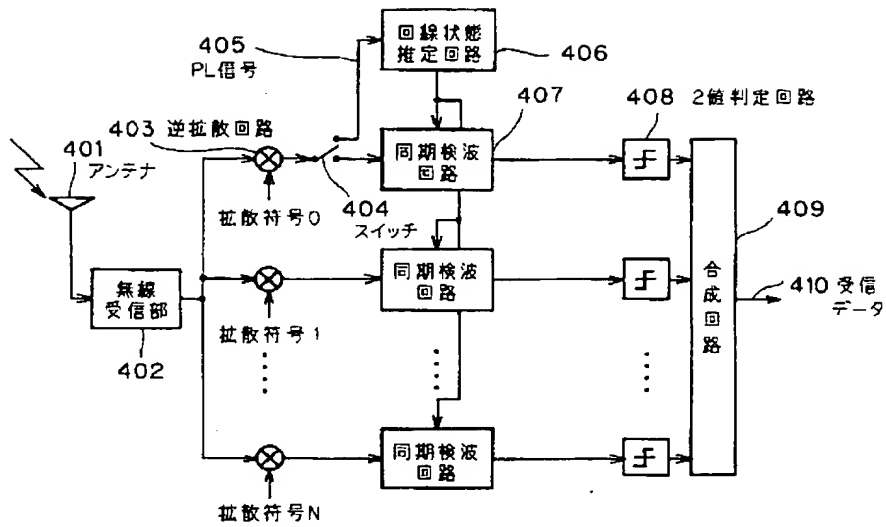 405
PL信号
回線状態
推定回路
406
407
403 逆拡散回路
408 2値判定回路
401
アンテナ
同期検波
回路
拡散符号0
404
スイッチ
409
無線
受信部
402
同期検波
回路
拡散符号1
合成回路
410 受信
データ
同期検波
回路
拡散符号N